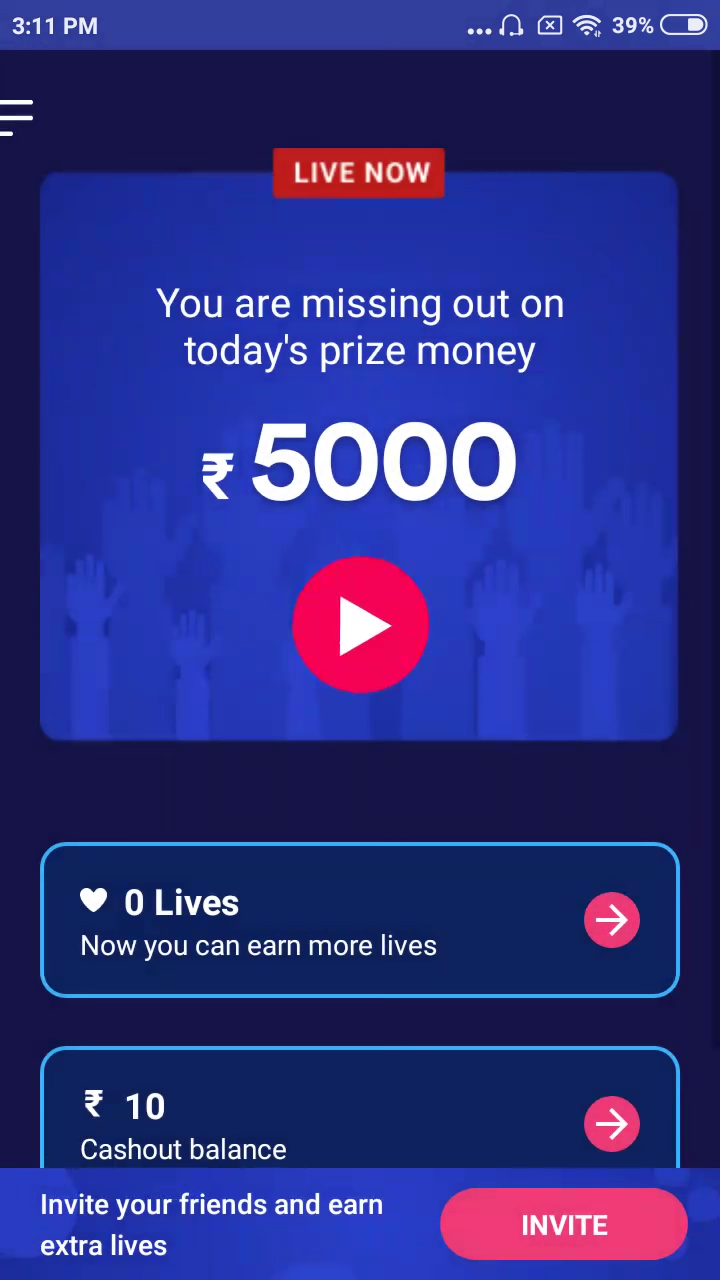 3:11 PM
39%
LIVE NOW
You are missing out on
today's prize money
₹ 5000
0 Lives
Now you can earn more lives
₹ 10
Cashout balance
Invite your friends and earn
extra lives
INVITE